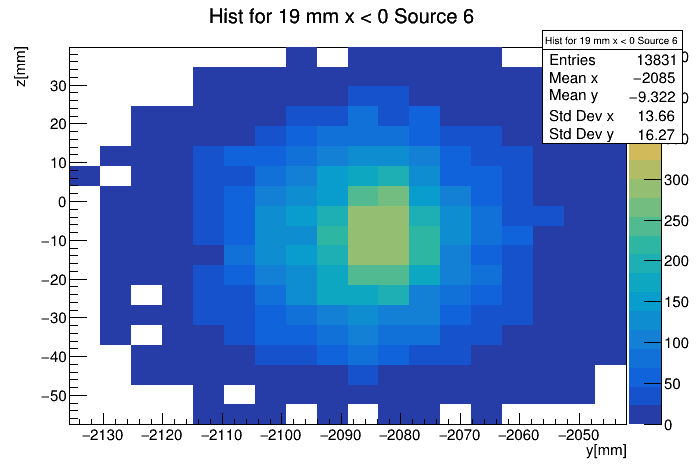 Hist for 19 mm x < 0 Source 6
Hist for 19 mm x < 0 Source 6
Entries 13831
Mean x −2085
Mean y −9.322
Std Dev x 13.66
Std Dev y 16.27
z[mm]
30
20
10
0
−10
−20
−30
−40
−50
300
250
200
150
100
50
0
−2130 −2120 −2110 −2100 −2090 −2080 −2070 −2060 −2050
y[mm]